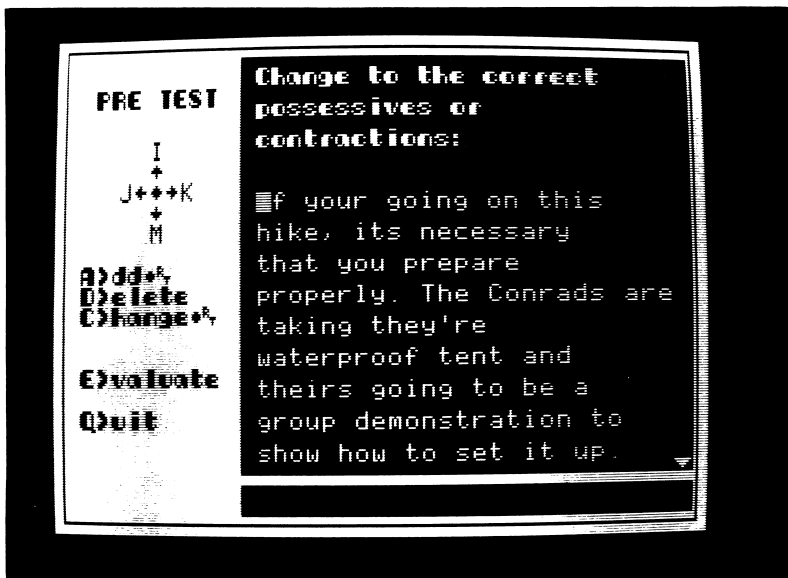 PRE TEST
I
J K
M
A)dd
D)elete
C)hange
E)valuate
Q)uit
Change to the correct
possessives or
contractions:
f your going on this
hike, its necessary
that you prepare
properly. The Conrads are
taking they're
waterproof tent and
theirs going to be a
group demonstration to
show how to set it up.